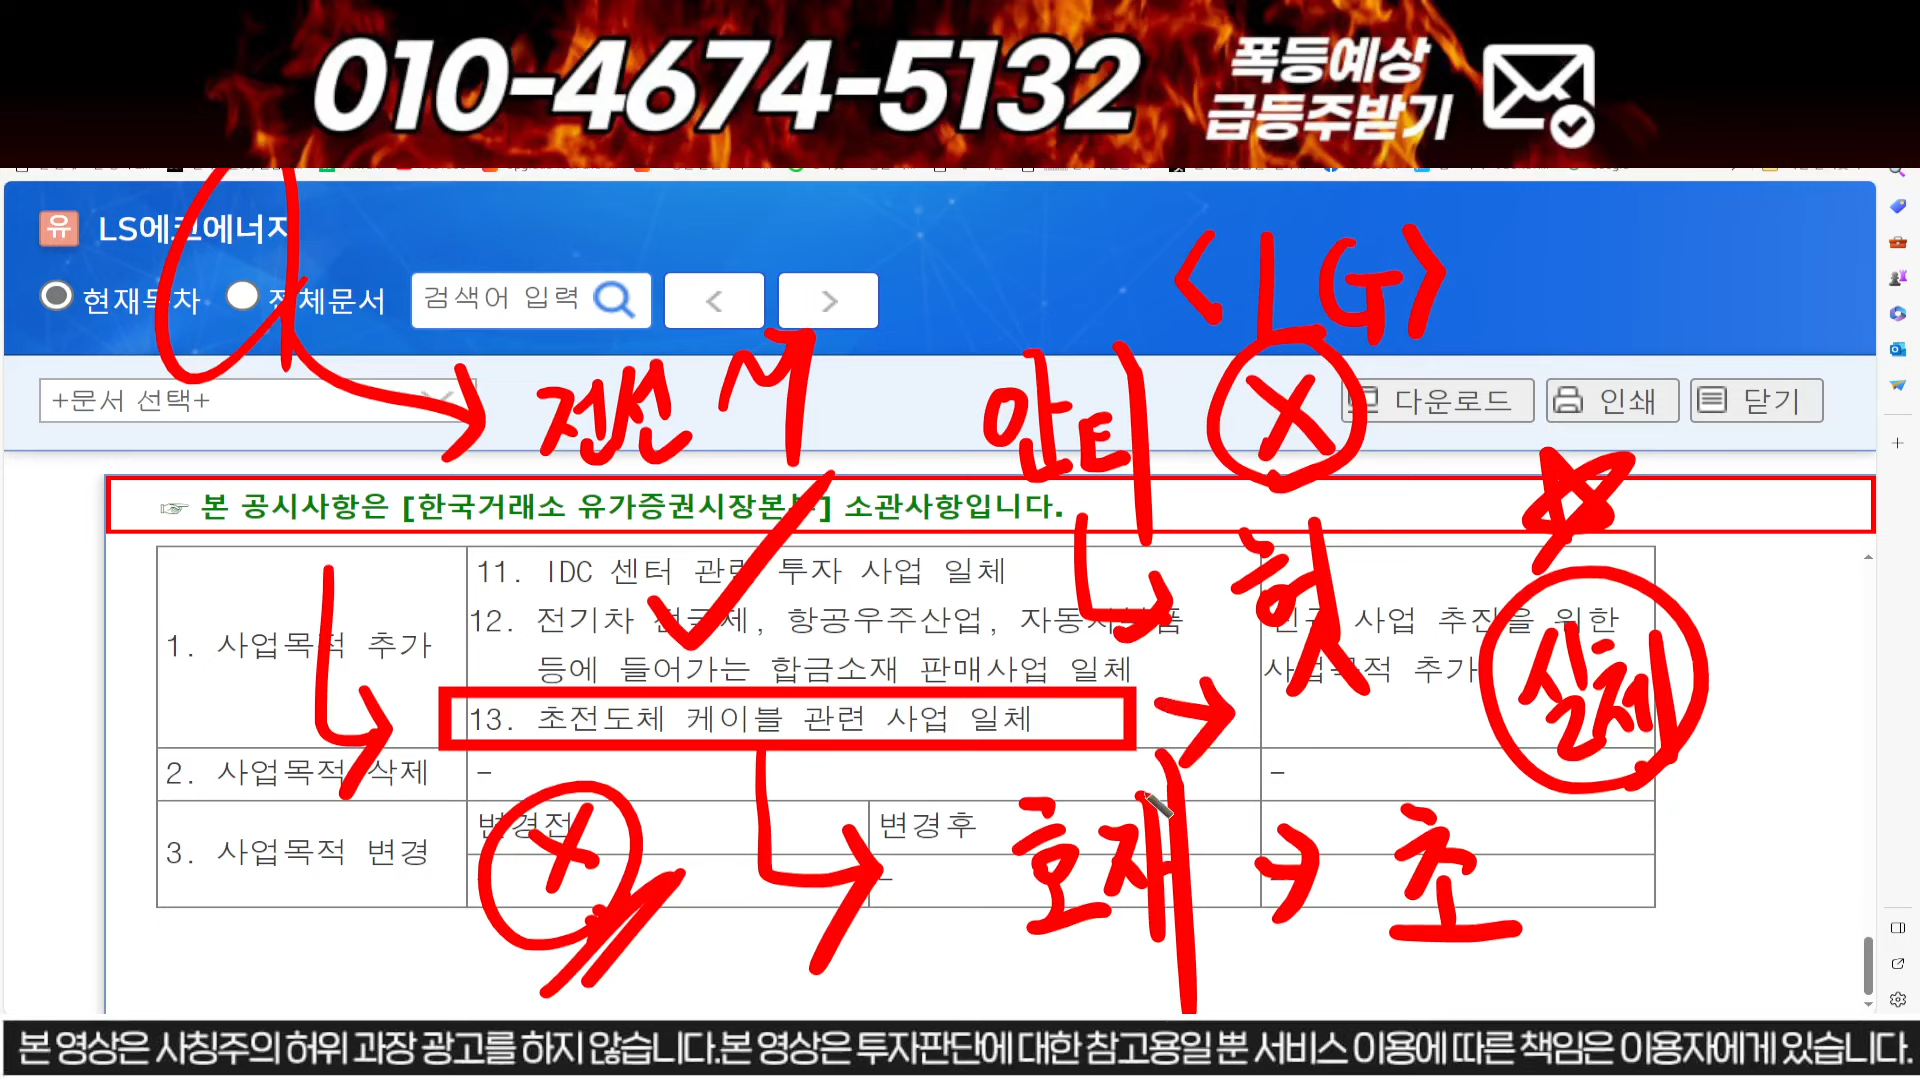 010-4674-5132
폭등예상
급등주받기
유 LS에코에너지
현재목차 전체문서 검색어 입력 < >
<LG>
+문서 선택+
다운로드 인쇄 닫기
전선
안티 X
☞ 본 공시사항은 [한국거래소 유가증권시장본부] 소관사항입니다.
1. 사업목적 추가
11. IDC 센터 관련 투자 사업 일체
12. 전기차 전극제, 항공우주산업, 자동차부품
등에 들어가는 합금소재 판매사업 일체
13. 초전도체 케이블 관련 사업 일체
신규 사업 추진을 위한
사업목적 추가
실체
2. 사업목적 삭제 - -
3. 사업목적 변경
변경전 변경후
-
X
호재 → 초
본 영상은 사칭주의 허위 과장 광고를 하지 않습니다.본 영상은 투자판단에 대한 참고용일 뿐 서비스 이용에 따른 책임은 이용자에게 있습니다.